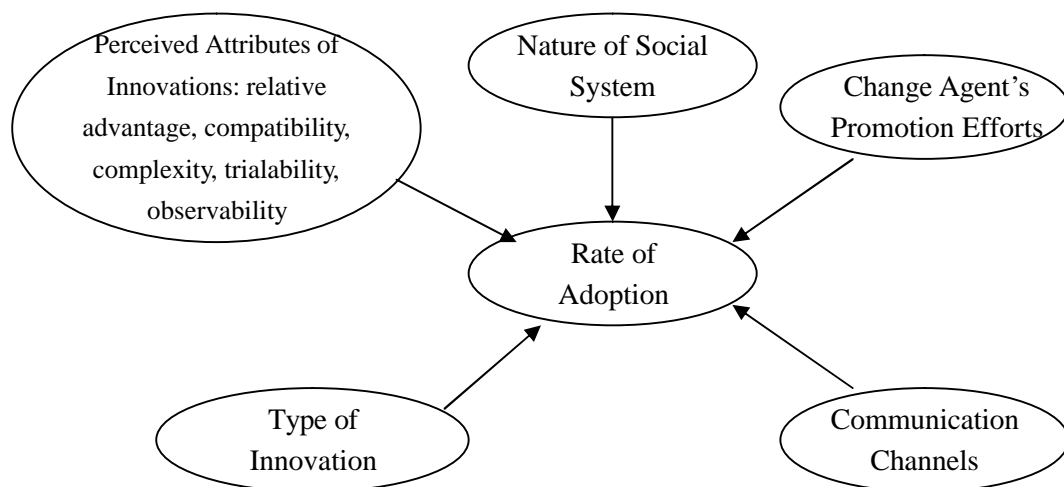 Perceived Attributes of
Innovations: relative
advantage, compatibility,
complexity, trialability,
observability
Nature of Social
System
Change Agent’s
Promotion Efforts
Rate of
Adoption
Type of
Innovation
Communication
Channels